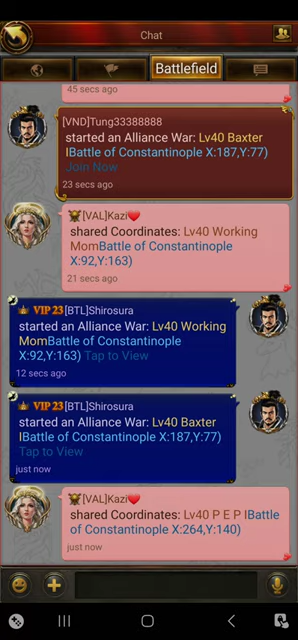 Chat
Battlefield
45 secs ago
[VND]Tung33388888
started an Alliance War: Lv40 Baxter
IBattle of Constantinople X:187,Y:77)
Join Now
23 secs ago
[VAL]Kazi❤️
shared Coordinates: Lv40 Working
MomBattle of Constantinople
X:92,Y:163)
21 secs ago
VIP 23 [BTL]Shirosura
started an Alliance War: Lv40 Working
MomBattle of Constantinople
X:92,Y:163) Tap to View
12 secs ago
VIP 23 [BTL]Shirosura
started an Alliance War: Lv40 Baxter
IBattle of Constantinople X:187,Y:77)
Tap to View
just now
[VAL]Kazi❤️
shared Coordinates: Lv40 P E P IBattle
of Constantinople X:264,Y:140)
just now